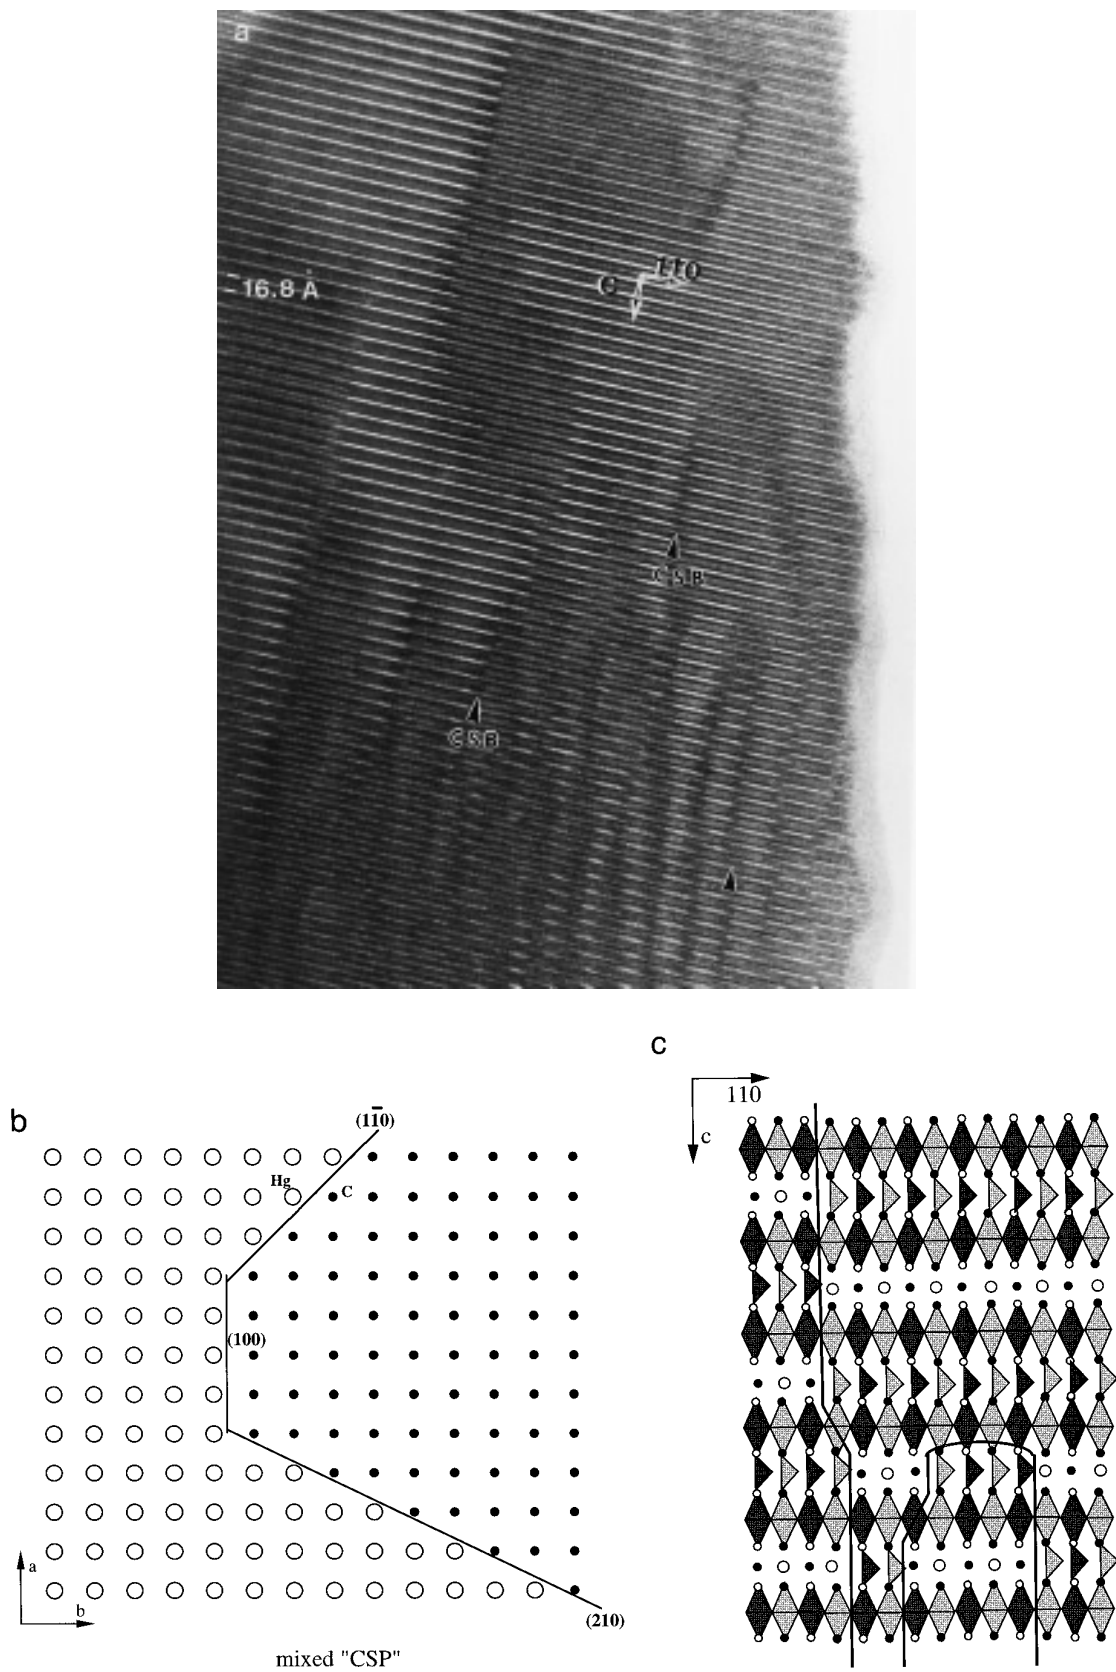 a
110
C
16.8 Å
CSB
CSB
c
110
c
b
(11̅0)
Hg
C
(100)
a
b
(210)
mixed "CSP"